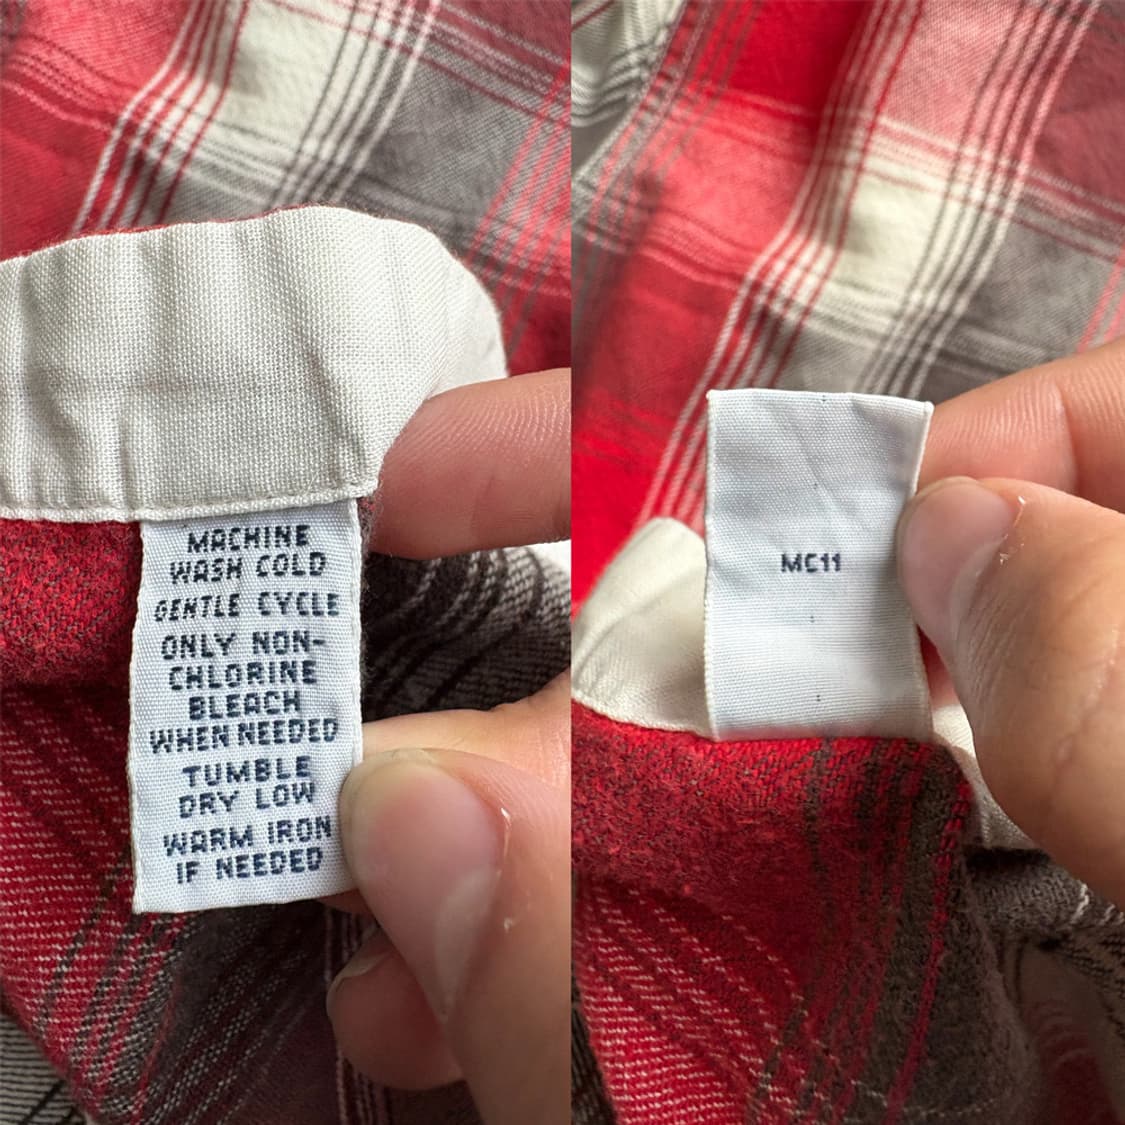 MACHINE
WASH COLD
GENTLE CYCLE
ONLY NON-
CHLORINE
BLEACH
WHEN NEEDED
TUMBLE
DRY LOW
WARM IRON
IF NEEDED
MC11